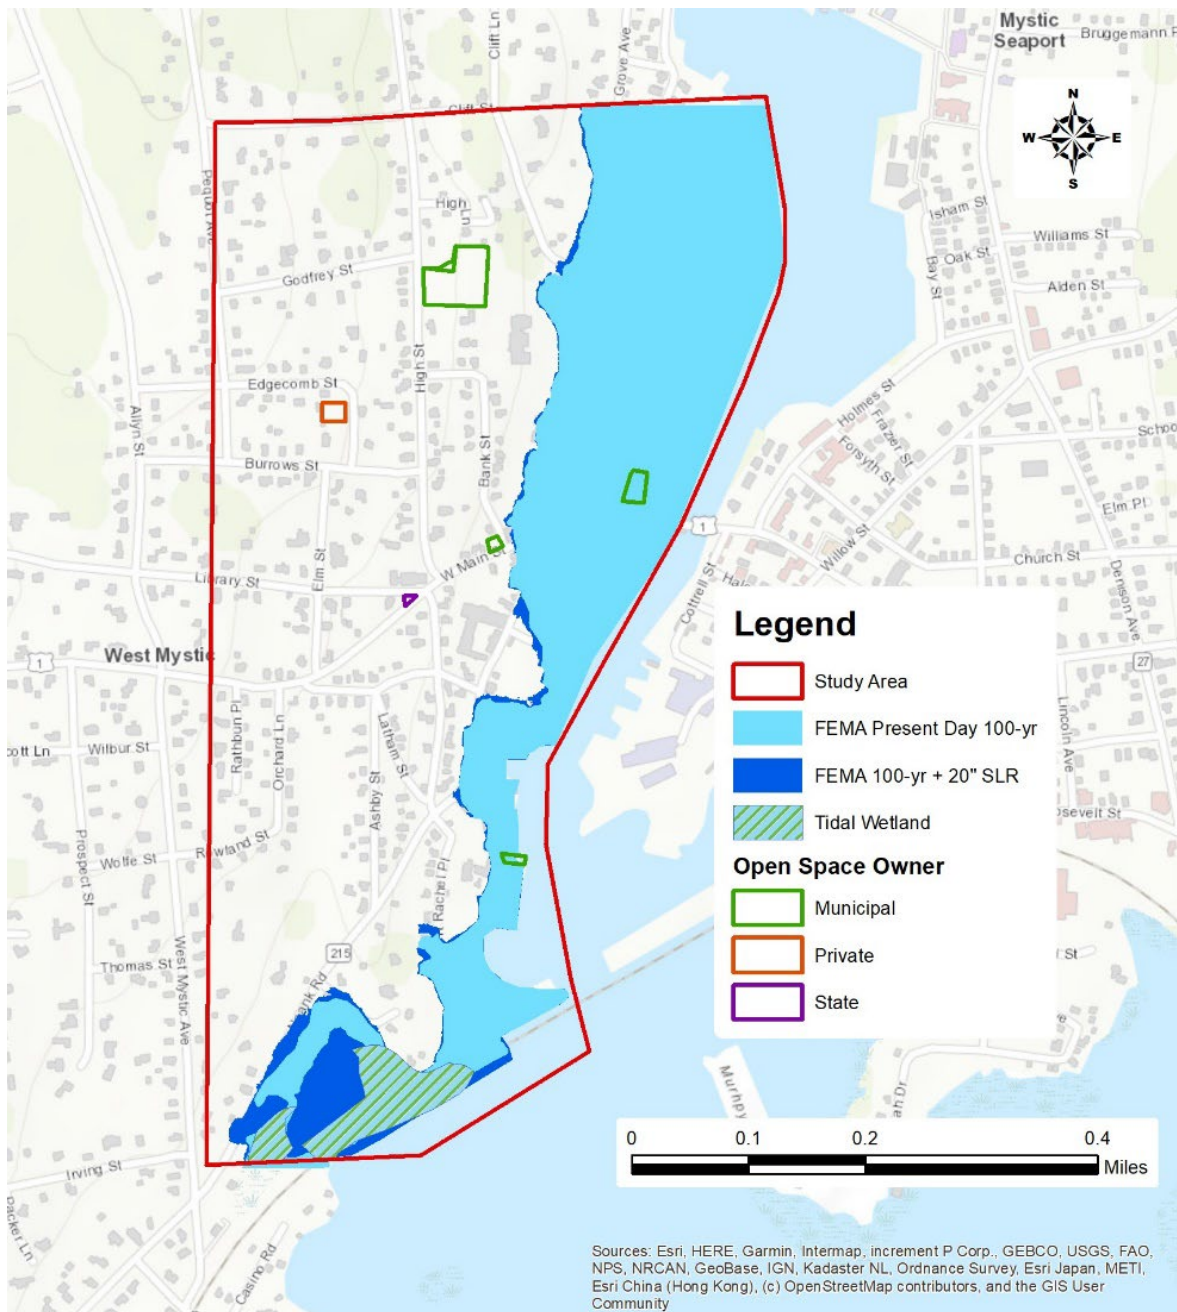 Clift Ln
Grove Ave
Mystic
Seaport
Bruggemann
Clift St
N
W
E
S
Pequot Ave
High Ln
Isham St
Williams St
Oak St
Bay St
Alden St
Godfrey St
High St
Edgecomb St
Allyn St
Holmes St
Frazier St
Forsyth St
Bank St
Burrows St
Elm Pl
1
Willow St
Church St
W Main St
Elm St
Library St
Cottrell St
Denison Ave
West Mystic
1
27
Legend
Study Area
FEMA Present Day 100-yr
FEMA 100-yr + 20" SLR
Tidal Wetland
Open Space Owner
Municipal
Private
State
Rathbun Pl
Orchard Ln
Latham St
Lincoln Ave
Wilbur St
Ashby St
Prospect St
Wolfe St
Rowland St
Rachel Pl
215
Thomas St
West Mystic Ave
Irving St
Packer Ln
Casino Rd
0
0.1
0.2
0.4
Miles
Sources: Esri, HERE, Garmin, Intermap, increment P Corp., GEBCO, USGS, FAO,
NPS, NRCAN, GeoBase, IGN, Kadaster NL, Ordnance Survey, Esri Japan, METI,
Esri China (Hong Kong), (c) OpenStreetMap contributors, and the GIS User
Community